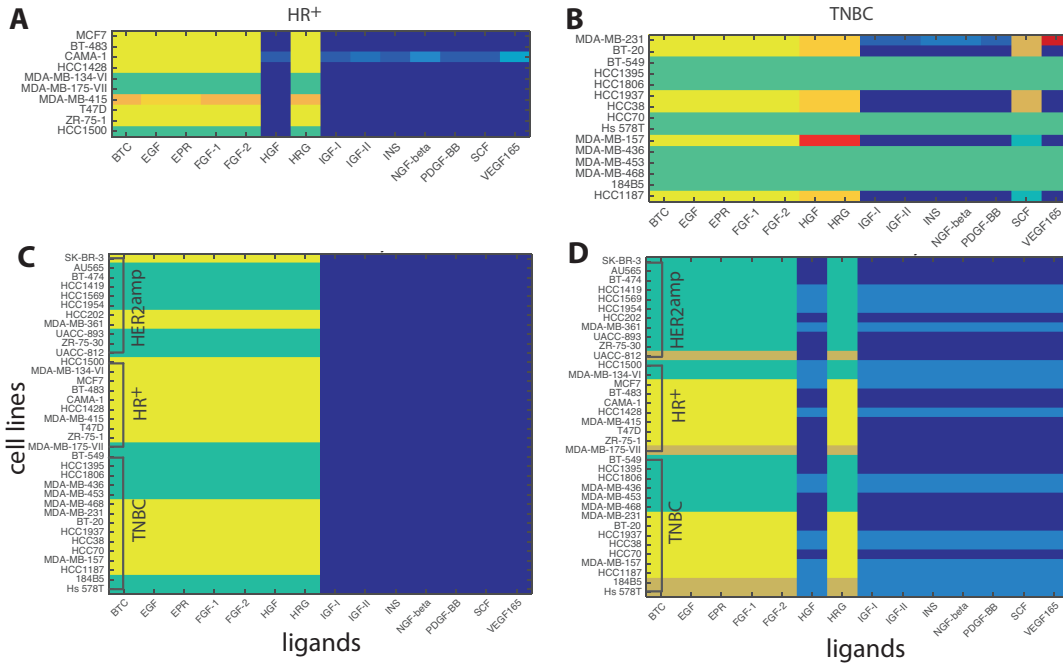 A
HR+
MCF7
BT-483
CAMA-1
HCC1428
MDA-MB-134-VI
MDA-MB-175-VII
MDA-MB-415
T47D
ZR-75-1
HCC1500
BTC EGF EPR FGF-1 FGF-2 HGF HRG IGF-I IGF-II INS NGF-beta PDGF-BB SCF VEGF165
B
TNBC
MDA-MB-231
BT-20
BT-549
HCC1395
HCC1806
HCC1937
HCC38
HCC70
Hs 578T
MDA-MB-157
MDA-MB-436
MDA-MB-453
MDA-MB-468
184B5
HCC1187
BTC EGF EPR FGF-1 FGF-2 HGF HRG IGF-I IGF-II INS NGF-beta PDGF-BB SCF VEGF165
C
cell lines
SK-BR-3
AU565
BT-474
HCC1419
HCC1569
HCC1954
HCC202
MDA-MB-361
UACC-893
ZR-75-30
UACC-812
HCC1500
MDA-MB-134-VI
MCF7
BT-483
CAMA-1
HCC1428
MDA-MB-415
T47D
ZR-75-1
MDA-MB-175-VII
BT-549
HCC1395
HCC1806
MDA-MB-436
MDA-MB-453
MDA-MB-468
MDA-MB-231
BT-20
HCC1937
HCC38
HCC70
MDA-MB-157
HCC1187
184B5
Hs 578T
HER2amp
HR+
TNBC
BTC EGF EPR FGF-1 FGF-2 HGF HRG IGF-I IGF-II INS NGF-beta PDGF-BB SCF VEGF165
ligands
D
SK-BR-3
AU565
BT-474
HCC1419
HCC1569
HCC1954
HCC202
MDA-MB-361
UACC-893
ZR-75-30
UACC-812
HCC1500
MDA-MB-134-VI
MCF7
BT-483
CAMA-1
HCC1428
MDA-MB-415
T47D
ZR-75-1
MDA-MB-175-VII
BT-549
HCC1395
HCC1806
MDA-MB-436
MDA-MB-453
MDA-MB-468
MDA-MB-231
BT-20
HCC1937
HCC38
HCC70
MDA-MB-157
HCC1187
184B5
Hs 578T
HER2amp
HR+
TNBC
BTC EGF EPR FGF-1 FGF-2 HGF HRG IGF-I IGF-II INS NGF-beta PDGF-BB SCF VEGF165
ligands